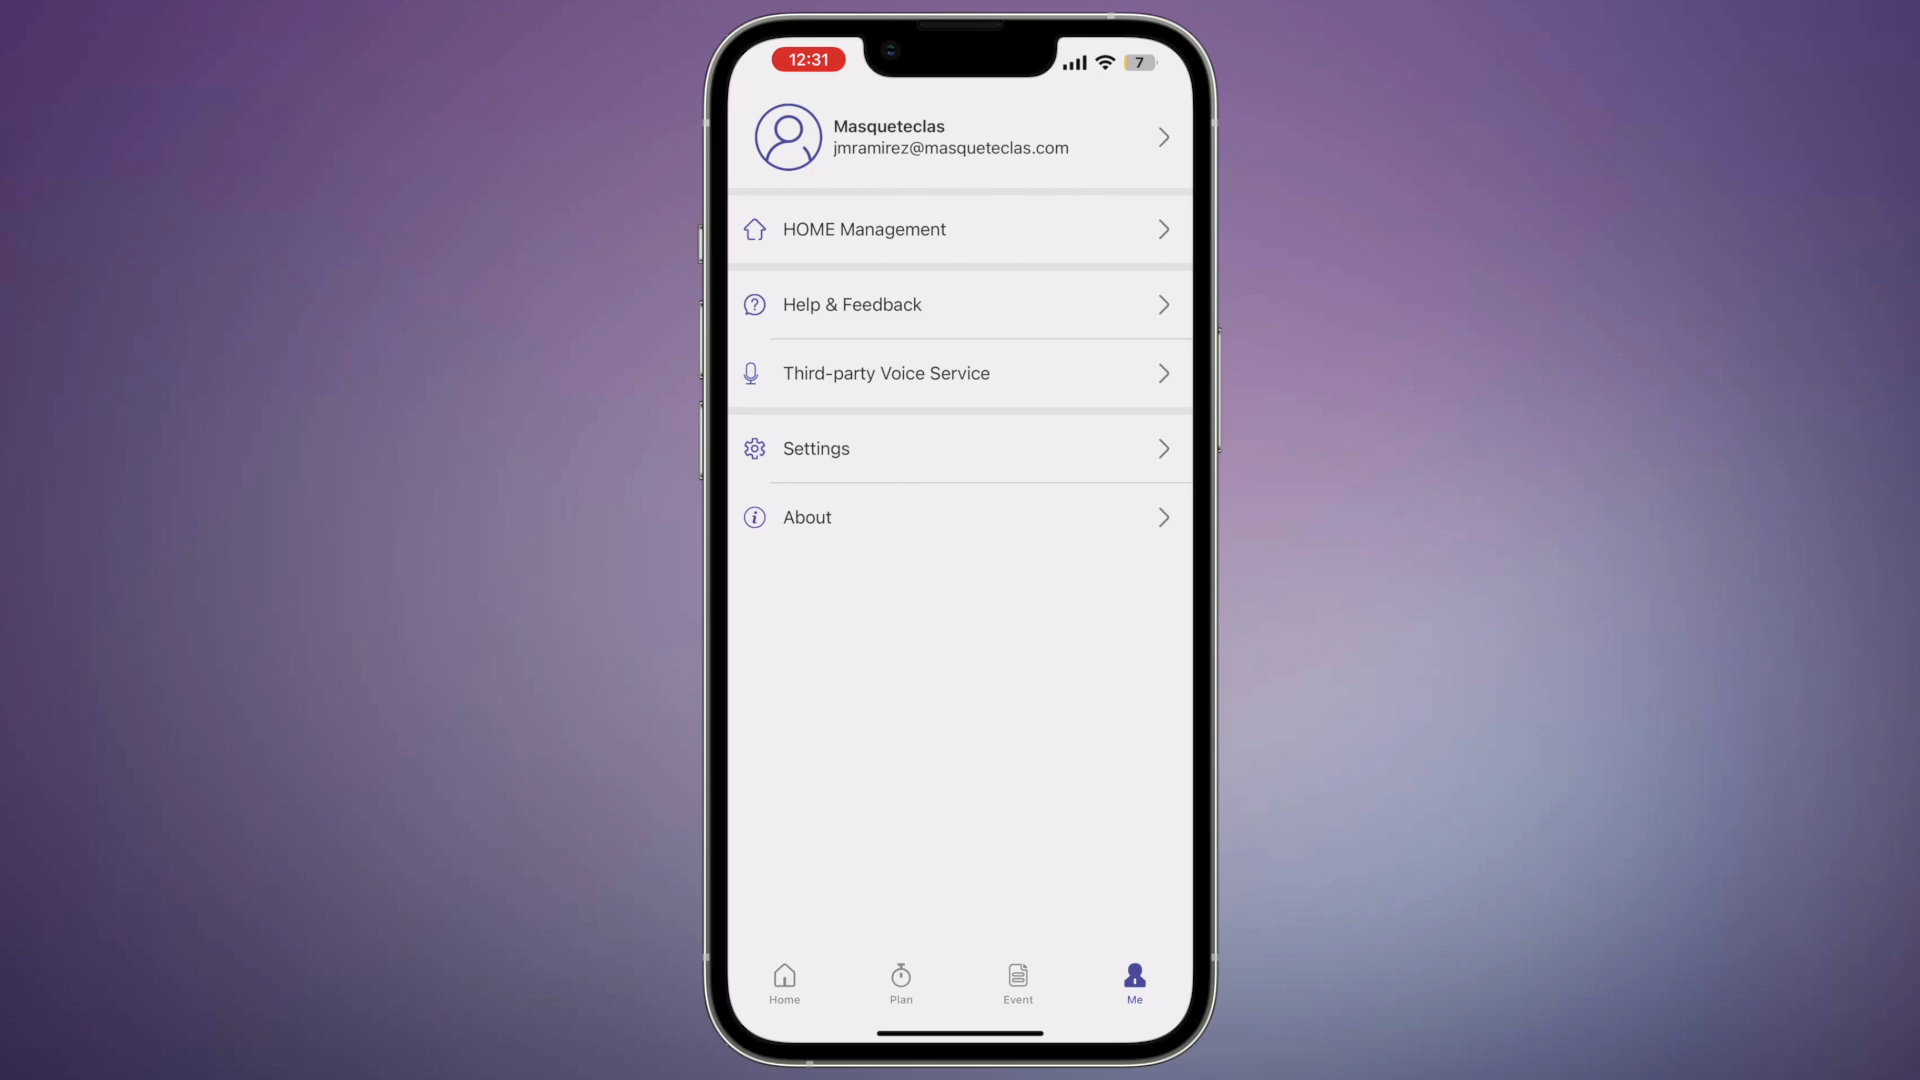 12:31
7
Masqueteclas
jmramirez@masqueteclas.com
HOME Management
Help & Feedback
Third-party Voice Service
Settings
About
Home
Plan
Event
Me